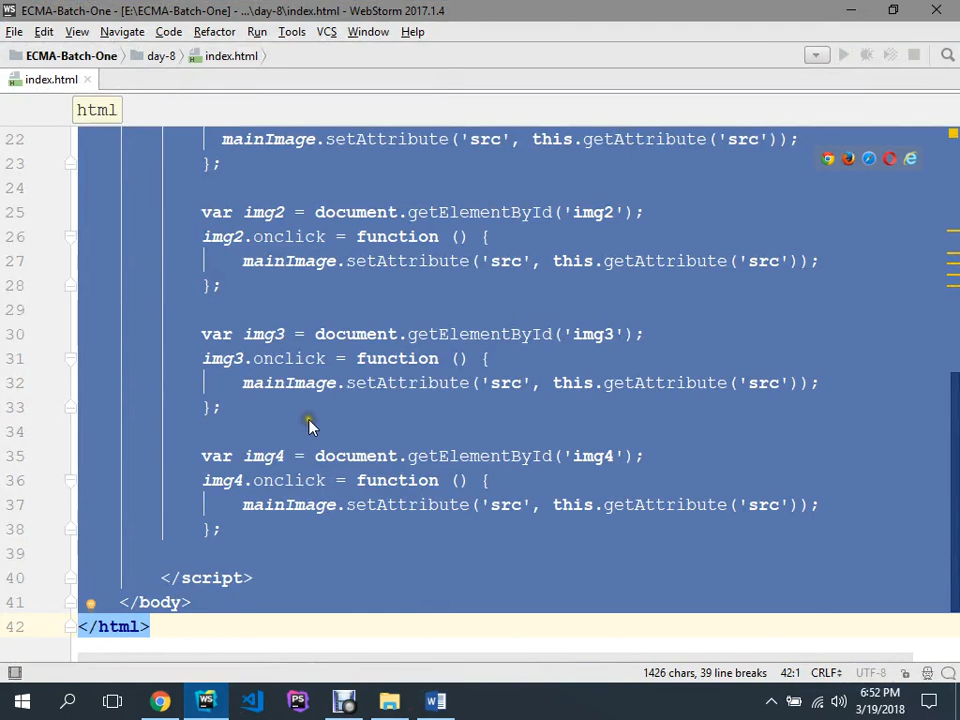 ECMA-Batch-One - [E:\ECMA-Batch-One] - ...\day-8\index.html - WebStorm 2017.1.4
File Edit View Navigate Code Refactor Run Tools VCS Window Help
ECMA-Batch-One day-8 index.html
index.html
html
22 mainImage.setAttribute('src', this.getAttribute('src'));
23 };
24
25 var img2 = document.getElementById('img2');
26 img2.onclick = function () {
27 mainImage.setAttribute('src', this.getAttribute('src'));
28 };
29
30 var img3 = document.getElementById('img3');
31 img3.onclick = function () {
32 mainImage.setAttribute('src', this.getAttribute('src'));
33 };
34
35 var img4 = document.getElementById('img4');
36 img4.onclick = function () {
37 mainImage.setAttribute('src', this.getAttribute('src'));
38 };
39
40 </script>
41 </body>
42 </html>
1426 chars, 39 line breaks 42:1 CRLF÷ UTF-8
6:52 PM
3/19/2018